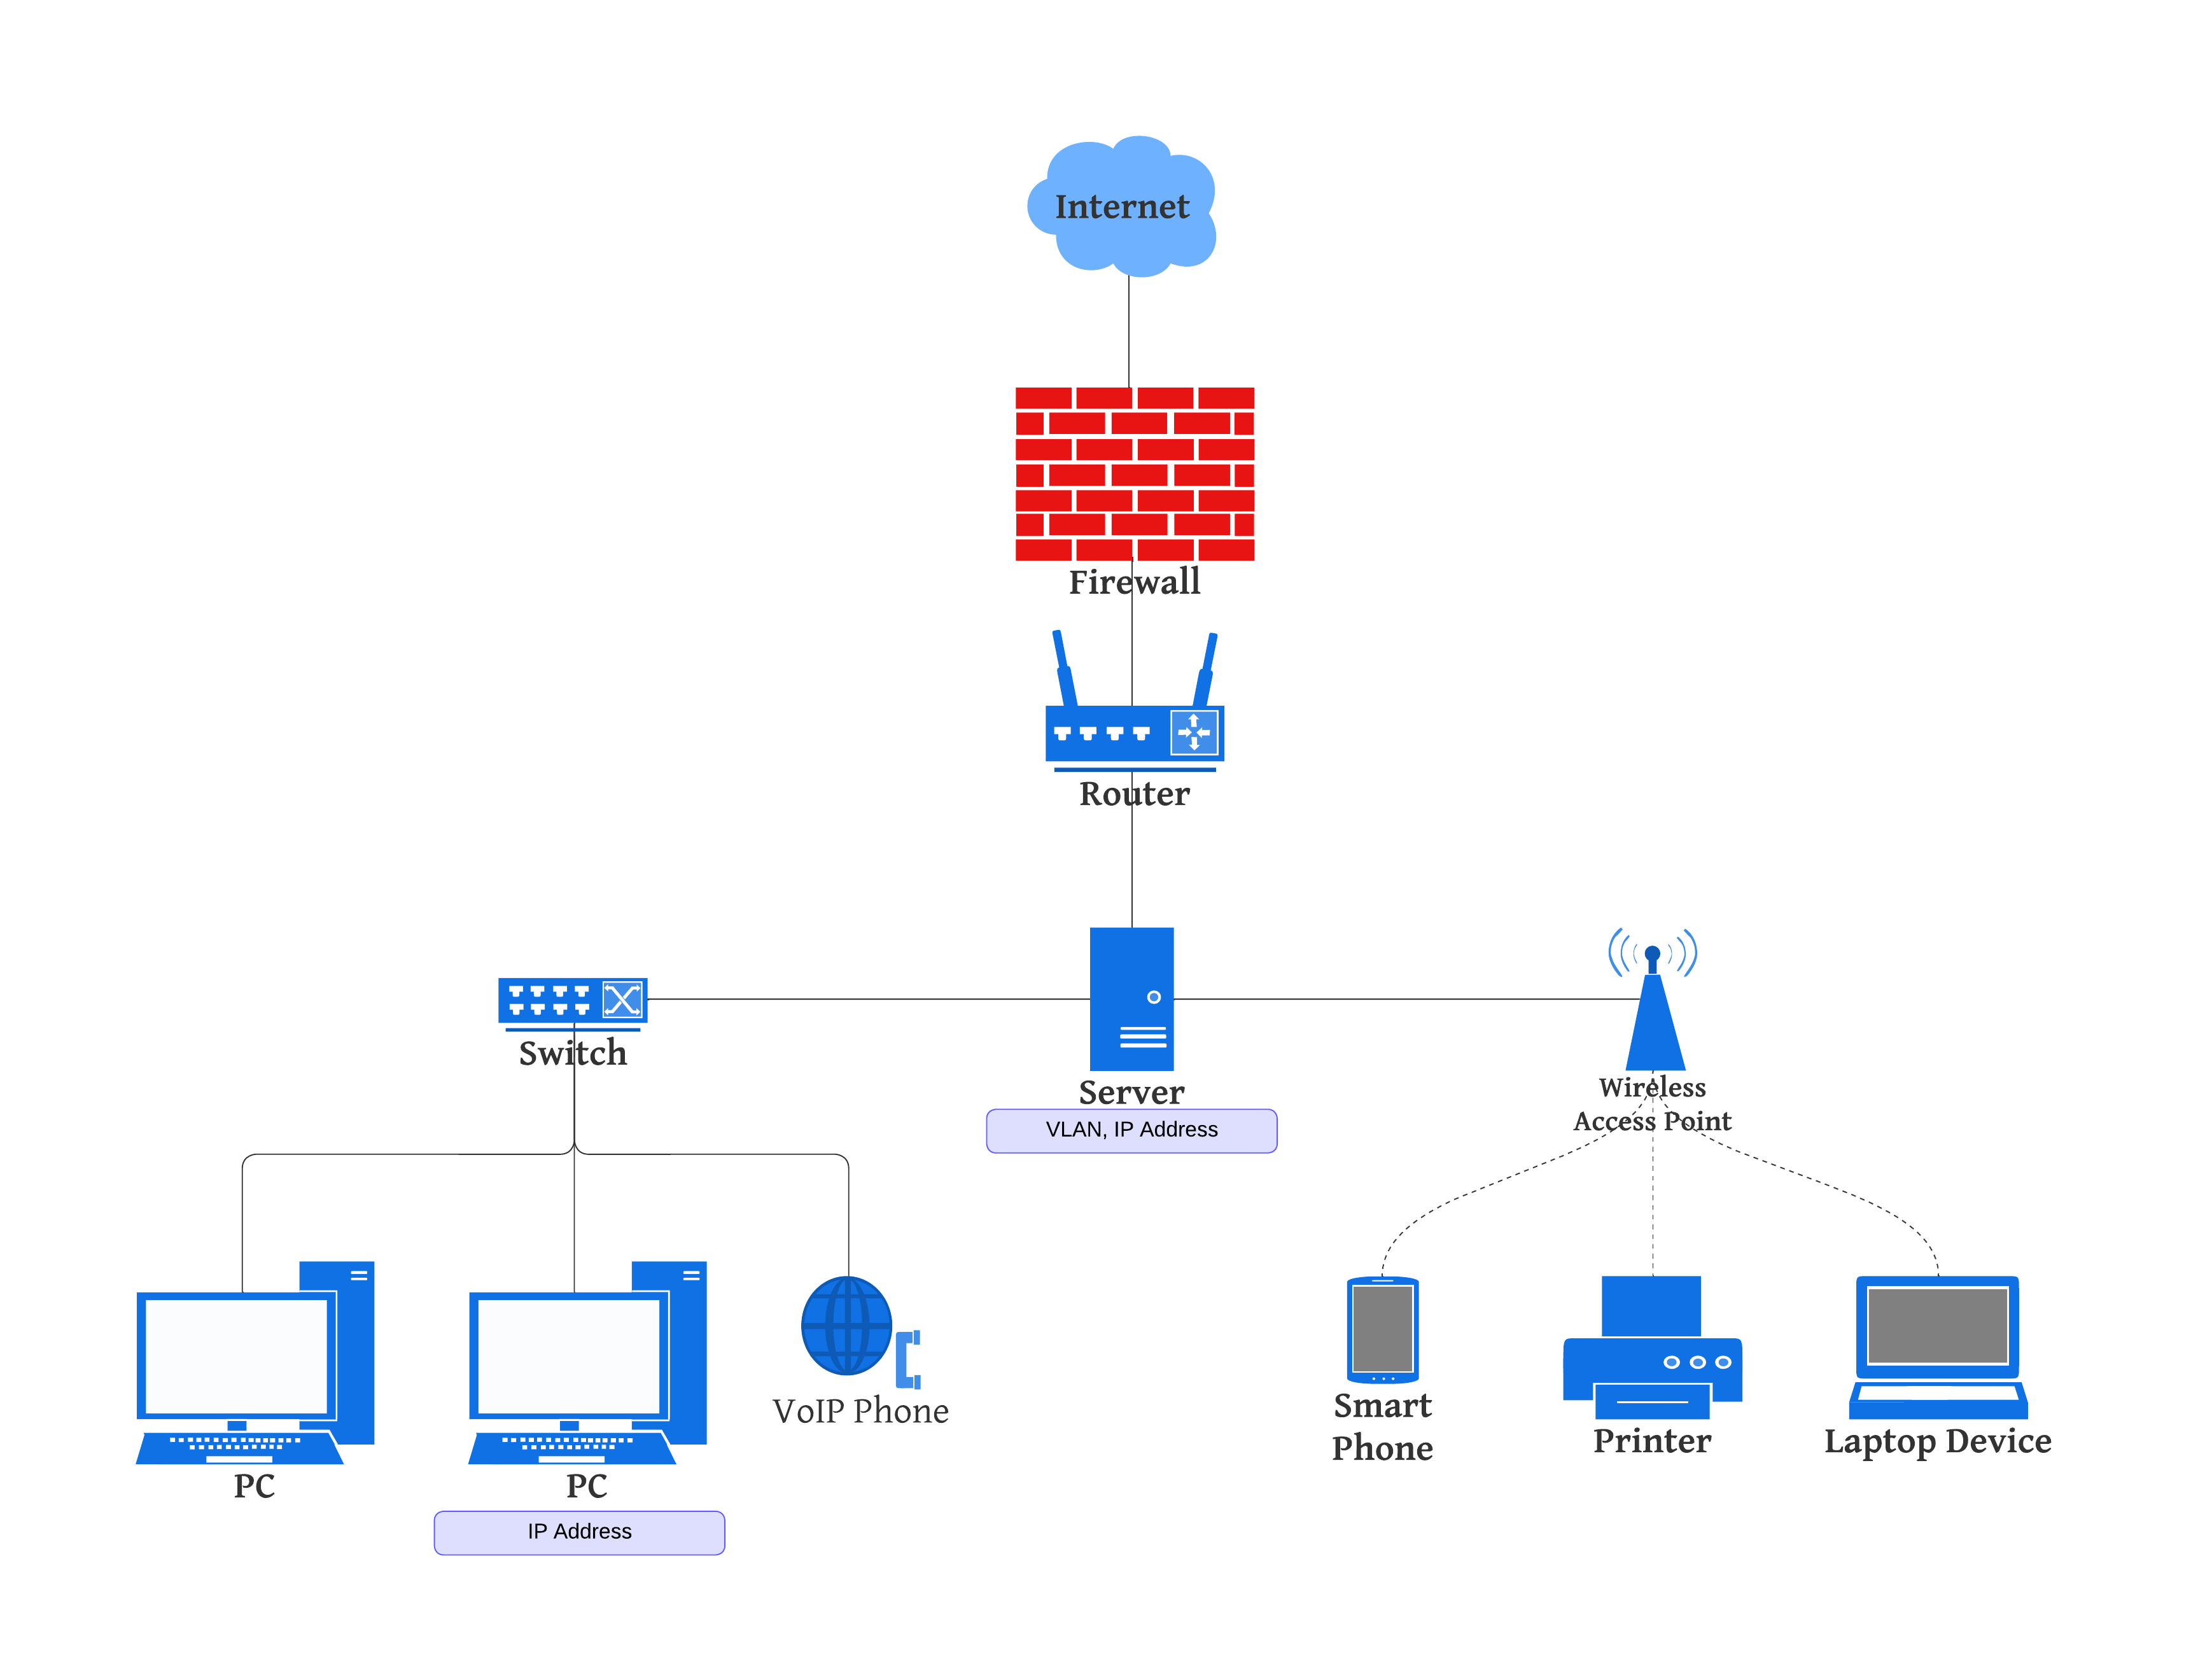 Internet
Firewall
Router
Switch
Server
VLAN, IP Address
Wireless
Access Point
VoIP Phone
Smart
Phone
Printer
Laptop Device
PC
PC
IP Address